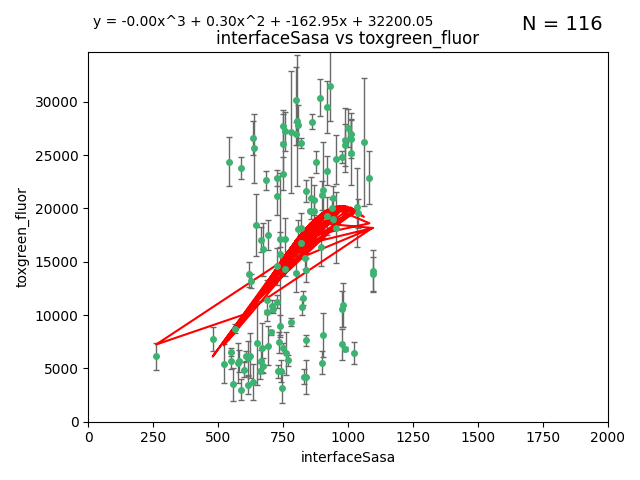 y = -0.00x^3 + 0.30x^2 + -162.95x + 32200.05
N = 116
interfaceSasa vs toxgreen_fluor
30000
25000
20000
15000
10000
5000
0
toxgreen_fluor
0 250 500 750 1000 1250 1500 1750 2000
interfaceSasa